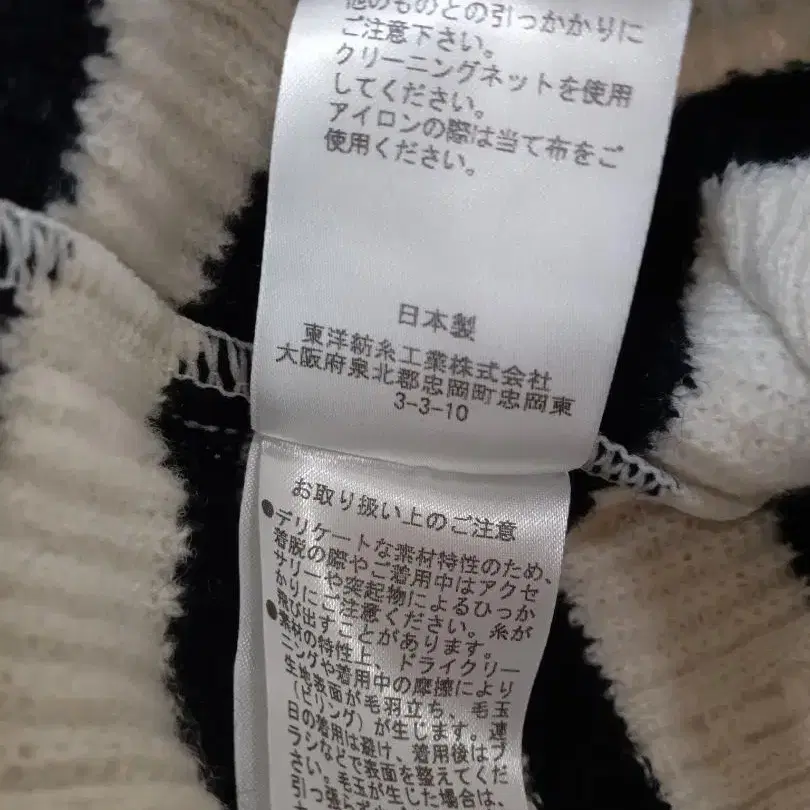 他のものとの引っかかりに
ご注意下さい。
クリーニングネットを使用
してください。
アイロンの際は当て布をご
使用ください。
日本製
東洋紡糸工業株式会社
大阪府泉北郡忠岡町忠岡東
3-3-10
お取り扱い上のご注意
●デリケートな素材特性のため、
着脱の際やご着用中はアクセ
サリーや突起物によるひっか
かりにご注意ください。糸が
飛び出すことがあります。
●素材の特性上、ドライクリー
ニングや着用中の摩擦により
生地表面が毛羽立ち、毛玉
(ピリング)が生じます。連
日の着用は避け、着用後はブ
ラシなどで表面を整えてくだ
さい。毛玉が生じた場合は、
引っ張らず